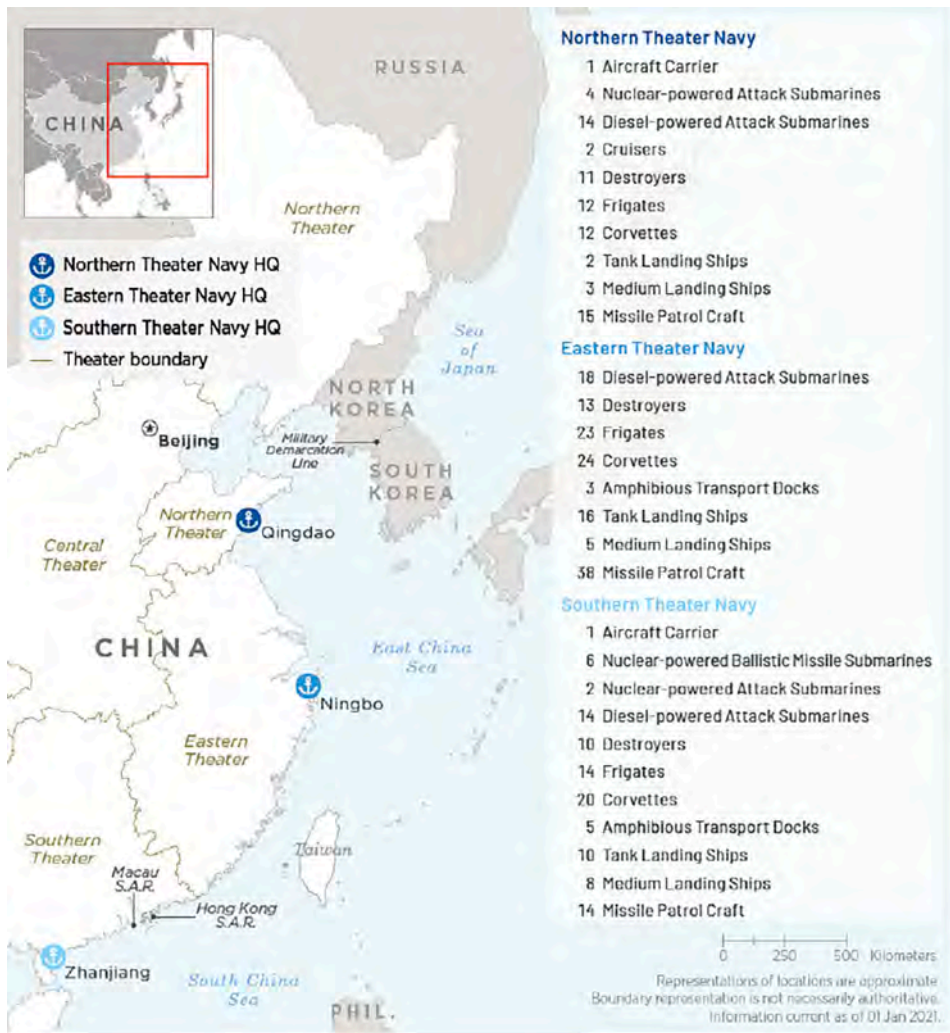 CHINA
Northern Theater Navy HQ
Eastern Theater Navy HQ
Southern Theater Navy HQ
Theater boundary
RUSSIA
Northern
Theater
Sea
of
Japan
NORTH
KOREA
Military
Demarcation
Line
SOUTH
KOREA
Beijing
Northern
Theater
Qingdao
Central
Theater
CHINA
East China
Sea
Ningbo
Eastern
Theater
Southern
Theater
Taiwan
Macau
S.A.R.
Hong Kong
S.A.R.
Zhanjiang
South China
Sea
PHIL.
Northern Theater Navy
1 Aircraft Carrier
4 Nuclear-powered Attack Submarines
14 Diesel-powered Attack Submarines
2 Cruisers
11 Destroyers
12 Frigates
12 Corvettes
2 Tank Landing Ships
3 Medium Landing Ships
15 Missile Patrol Craft
Eastern Theater Navy
18 Diesel-powered Attack Submarines
13 Destroyers
23 Frigates
24 Corvettes
3 Amphibious Transport Docks
16 Tank Landing Ships
5 Medium Landing Ships
38 Missile Patrol Craft
Southern Theater Navy
1 Aircraft Carrier
6 Nuclear-powered Ballistic Missile Submarines
2 Nuclear-powered Attack Submarines
14 Diesel-powered Attack Submarines
10 Destroyers
14 Frigates
20 Corvettes
5 Amphibious Transport Docks
10 Tank Landing Ships
8 Medium Landing Ships
14 Missile Patrol Craft
0 250 500 Kilometers
Representations of locations are approximate.
Boundary representation is not necessarily authoritative.
Information current as of 01 Jan 2021.